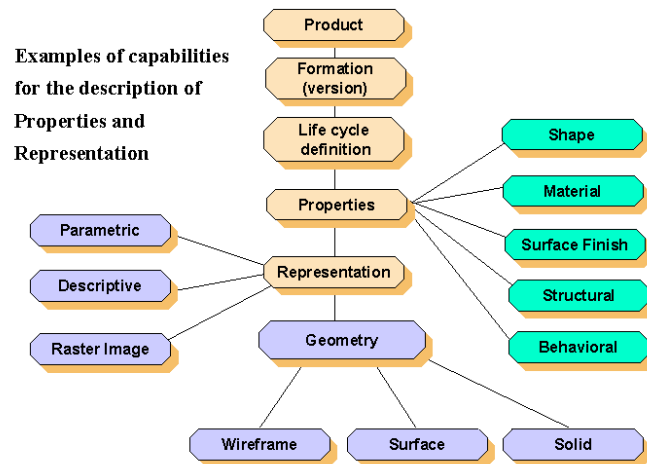 Examples of capabilities
for the description of
Properties and
Representation
Product
Formation
(version)
Life cycle
definition
Properties
Representation
Shape
Material
Surface Finish
Structural
Behavioral
Parametric
Descriptive
Raster Image
Geometry
Wireframe
Surface
Solid